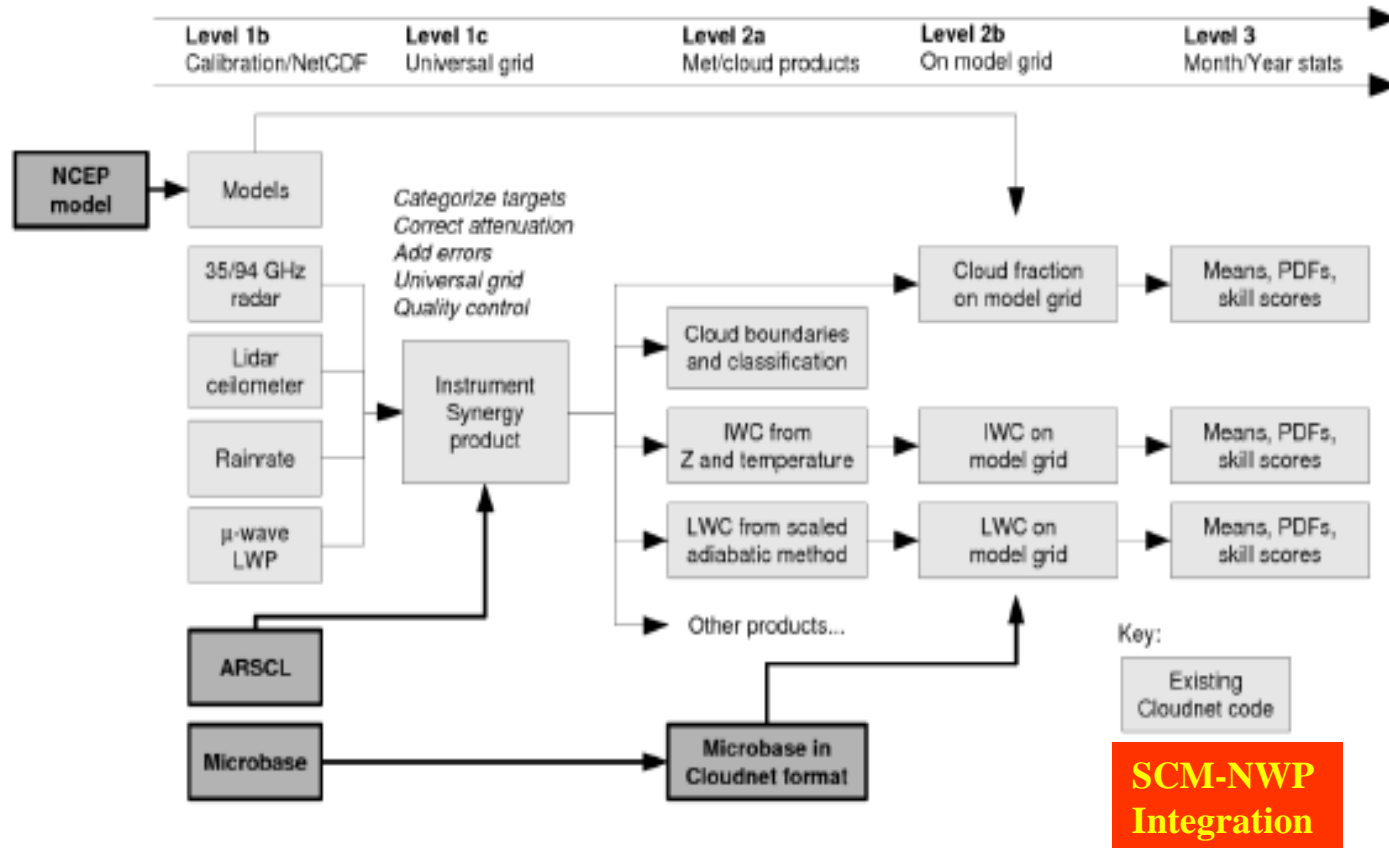 Level 1b
Calibration/NetCDF
Level 1c
Universal grid
Level 2a
Met/cloud products
Level 2b
On model grid
Level 3
Month/Year stats
NCEP
model
Models
Categorize targets
Correct attenuation
Add errors
Universal grid
Quality control
35/94 GHz
radar
Lidar
ceilometer
Rainrate
μ-wave
LWP
Instrument
Synergy
product
Cloud fraction
on model grid
Means, PDFs,
skill scores
Cloud boundaries
and classification
IWC from
Z and temperature
IWC on
model grid
Means, PDFs,
skill scores
LWC from scaled
adiabatic method
LWC on
model grid
Means, PDFs,
skill scores
Other products...
ARSCL
Microbase
Microbase in
Cloudnet format
Key:
Existing
Cloudnet code
SCM-NWP
Integration